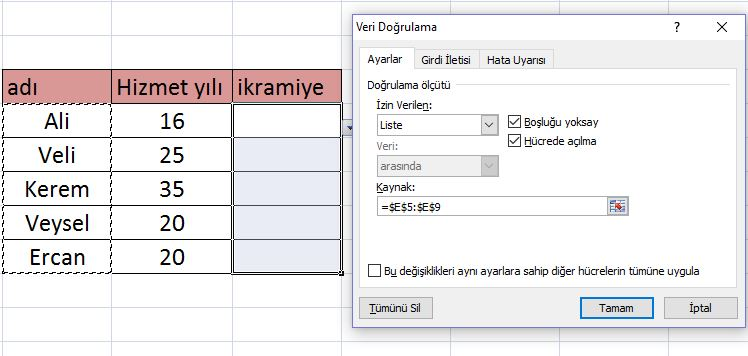 adı Hizmet yılı ikramiye
Ali 16
Veli 25
Kerem 35
Veysel 20
Ercan 20
Veri Doğrulama ? ×
Ayarlar Girdi İletisi Hata Uyarısı
Doğrulama ölçütü
İzin Verilen:
Liste Boşluğu yoksay
Veri: Hücrede açılma
arasında
Kaynak:
=$E$5:$E$9
Bu değişiklikleri aynı ayarlara sahip diğer hücrelerin tümüne uygula
Tümünü Sil Tamam İptal